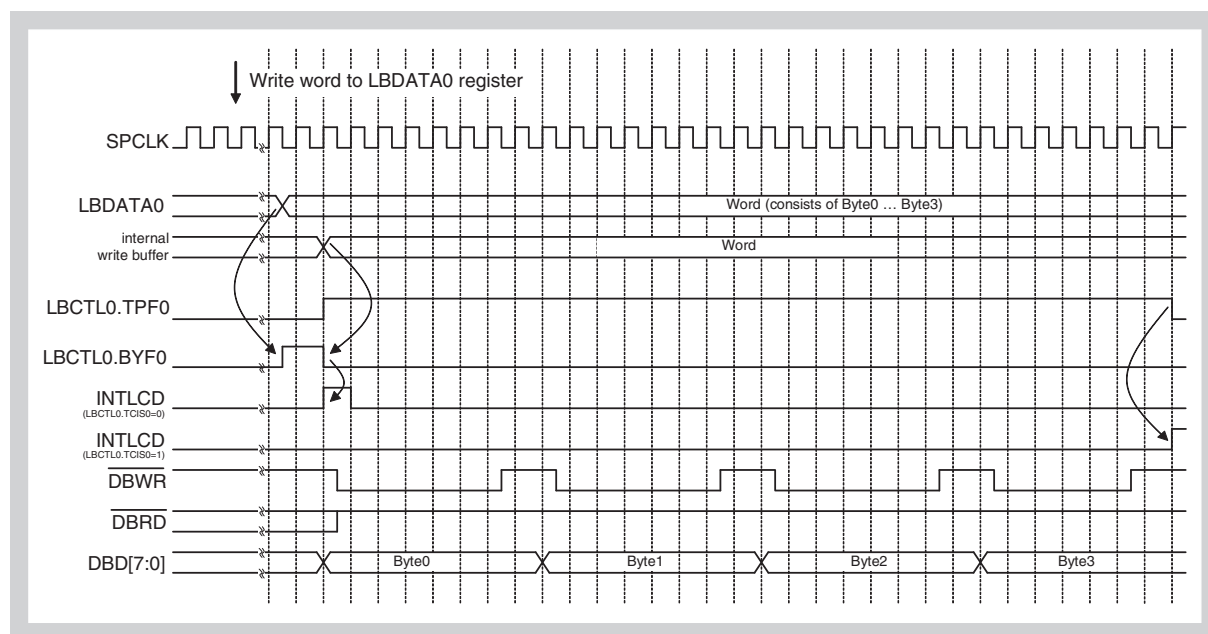 Write word to LBDATA0 register
SPCLK
LBDATA0
Word (consists of Byte0 … Byte3)
internal
write buffer
Word
LBCTL0.TPF0
LBCTL0.BYF0
INTLCD
(LBCTL0.TCIS0=0)
INTLCD
(LBCTL0.TCIS0=1)
DBWR
DBRD
DBD[7:0]
Byte0
Byte1
Byte2
Byte3